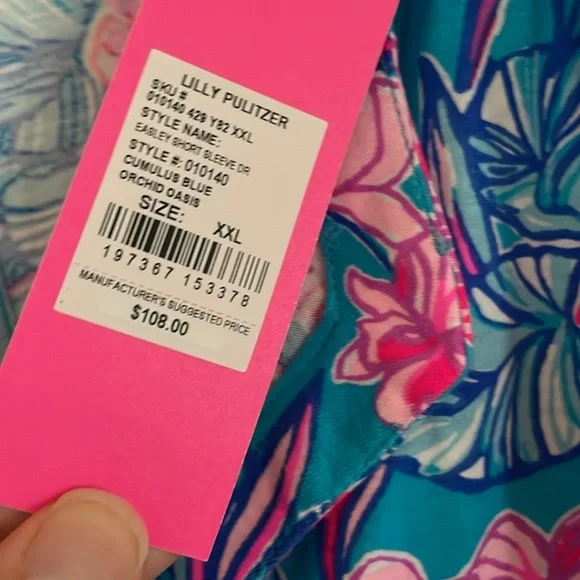 LILLY PULITZER
SKU #
010140 429 Y82 XXL
STYLE NAME:
EASLEY SHORT SLEEVE DR
STYLE #: 010140
CUMULUS BLUE
ORCHID OASIS
SIZE: XXL
197367 153378
MANUFACTURER'S SUGGESTED PRICE
$108.00